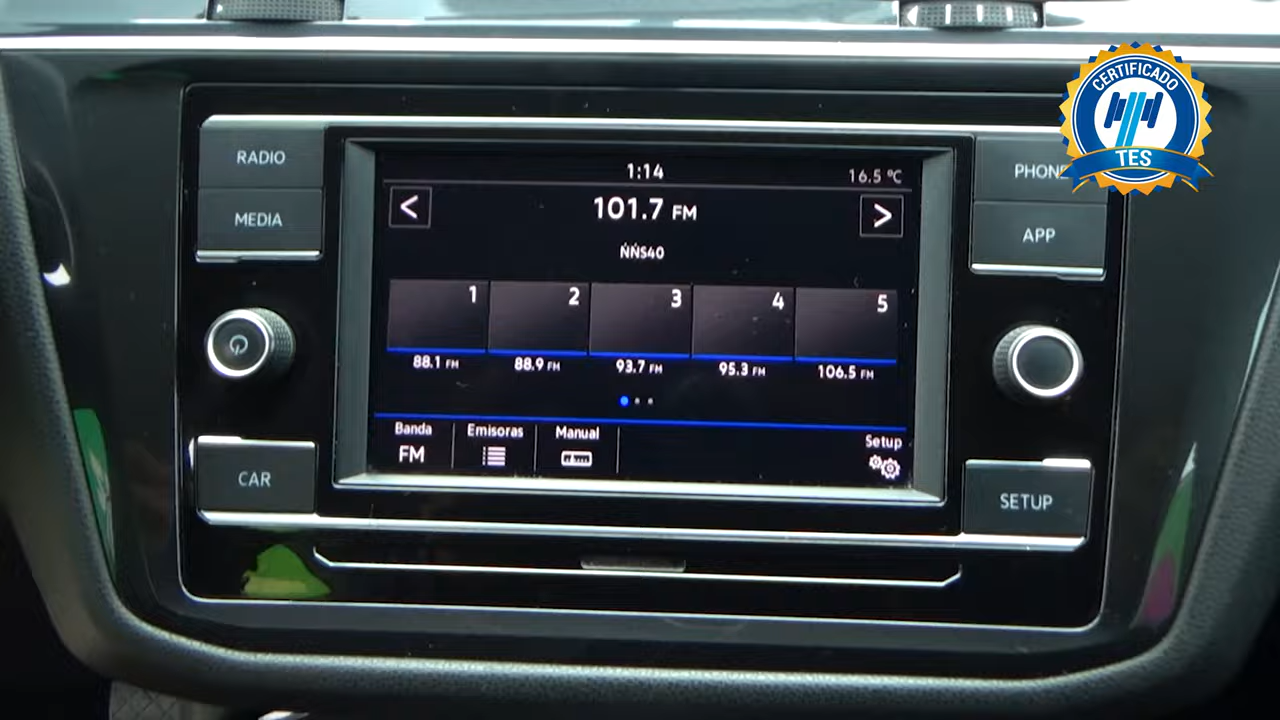 CERTIFICADO
TES
RADIO
MEDIA
PHONE
APP
1:14
16.5 ºC
<
101.7 FM
>
ṄṄṠ40
1
2
3
4
5
88.1 FM
88.9 FM
93.7 FM
95.3 FM
106.5 FM
Banda
FM
Emisoras
Manual
Setup
CAR
SETUP